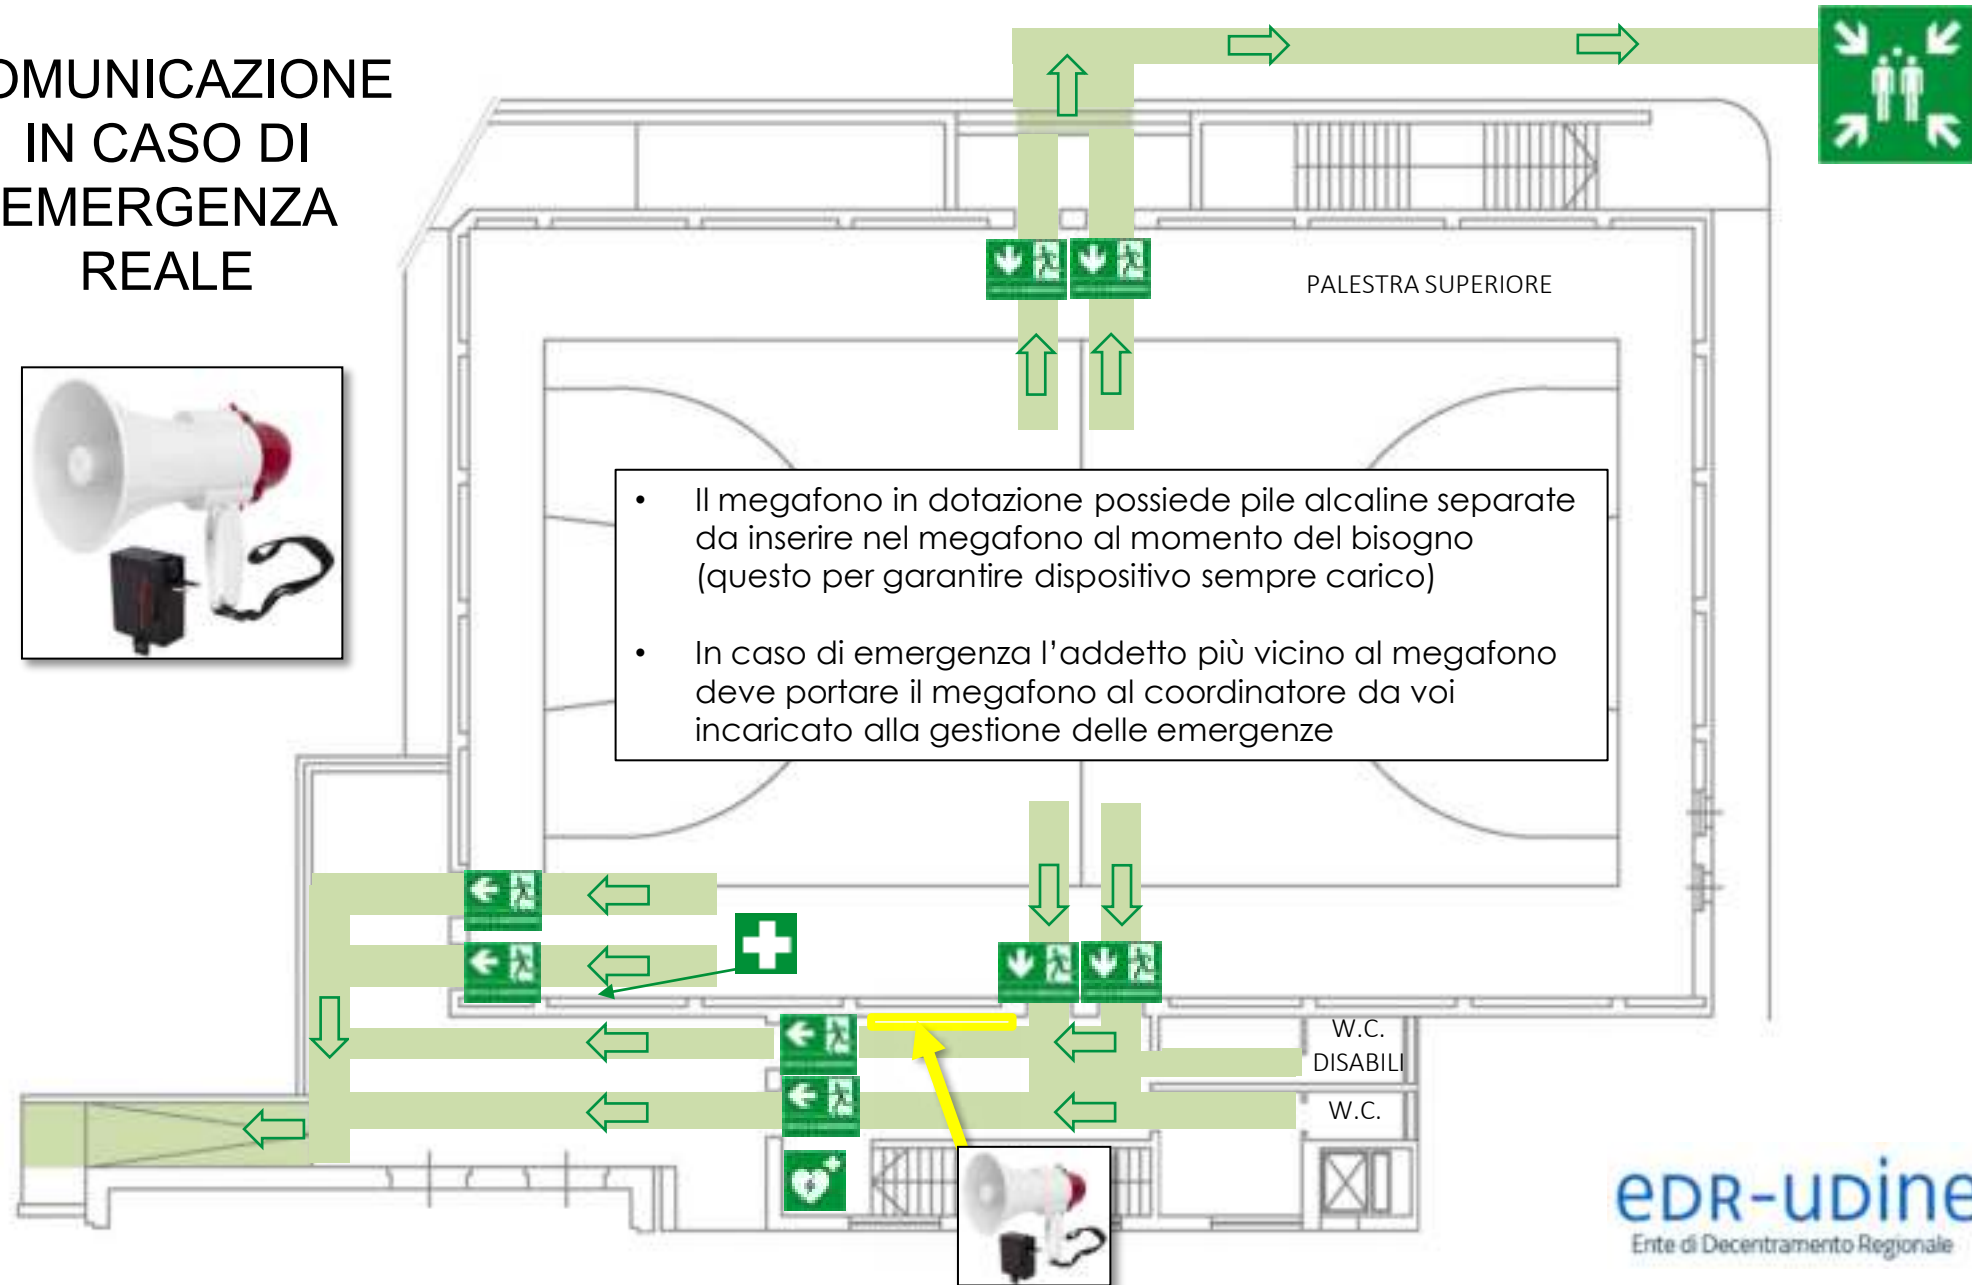 OMUNICAZIONE
IN CASO DI
EMERGENZA
REALE
PALESTRA SUPERIORE
• Il megafono in dotazione possiede pile alcaline separate
da inserire nel megafono al momento del bisogno
(questo per garantire dispositivo sempre carico)
• In caso di emergenza l’addetto più vicino al megafono
deve portare il megafono al coordinatore da voi
incaricato alla gestione delle emergenze
W.C.
DISABILI
W.C.
eDR-UDine
Ente di Decentramento Regionale